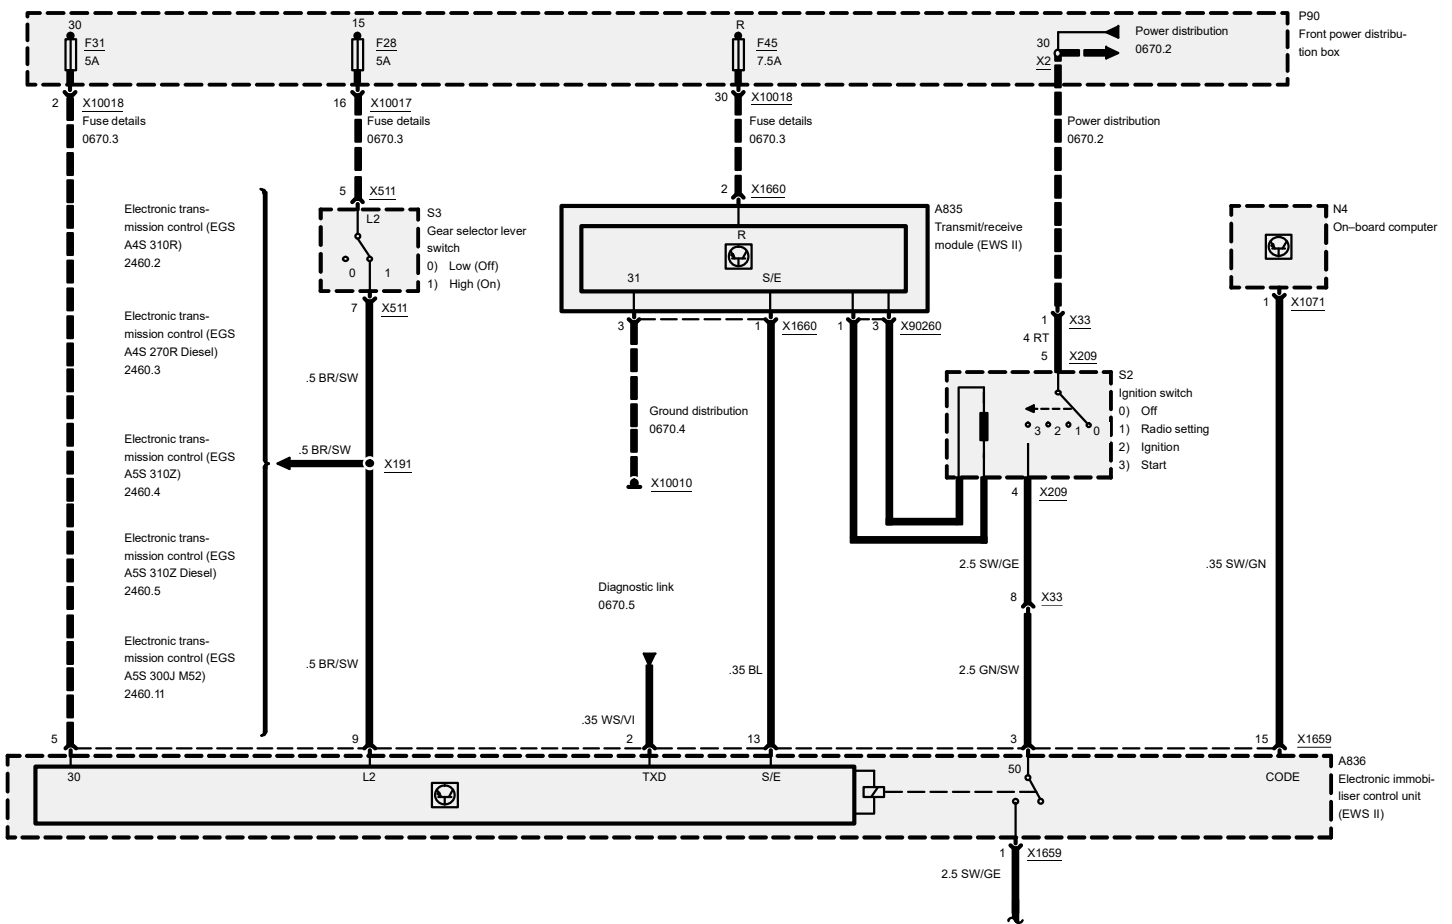 30
15
R
P90
F31
F28
F45
30
Power distribution
Front power distribu-
5A
5A
7.5A
X2
0670.2
tion box
2 X10018
16 X10017
30 X10018
Fuse details
Fuse details
Fuse details
Power distribution
0670.3
0670.3
0670.3
0670.2
5 X511
2 X1660
Electronic trans-
mission control (EGS
A4S 310R)
2460.2
Electronic trans-
mission control (EGS
A4S 270R Diesel)
2460.3
Electronic trans-
mission control (EGS
A5S 310Z)
2460.4
Electronic trans-
mission control (EGS
A5S 310Z Diesel)
2460.5
Electronic trans-
mission control (EGS
A5S 300J M52)
2460.11
L2
0 1
S3
Gear selector lever
switch
0) Low (Off)
1) High (On)
7 X511
.5 BR/SW
.5 BR/SW
X191
.5 BR/SW
R
31
S/E
A835
Transmit/receive
module (EWS II)
3
1 X1660
1
3 X90260
Ground distribution
0670.4
X10010
Diagnostic link
0670.5
.35 WS/VI
.35 BL
1 X33
4 RT
5 X209
S2
Ignition switch
0) Off
1) Radio setting
2) Ignition
3) Start
3 2 1 0
4 X209
2.5 SW/GE
8 X33
2.5 GN/SW
N4
On–board computer
1 X1071
.35 SW/GN
5
9
2
13
3
15 X1659
30
L2
TXD
S/E
50
CODE
A836
Electronic immobi-
liser control unit
(EWS II)
1 X1659
2.5 SW/GE